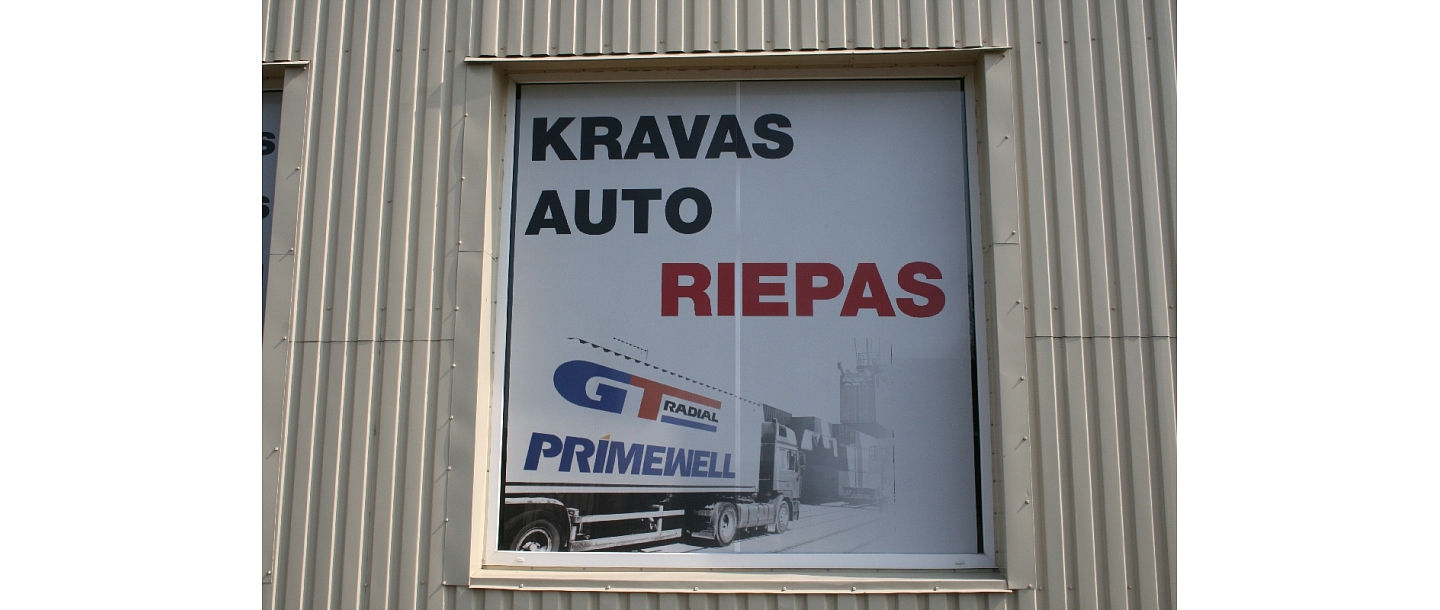 KRAVAS
AUTO
RIEPAS
GT RADIAL
PRIMEWELL